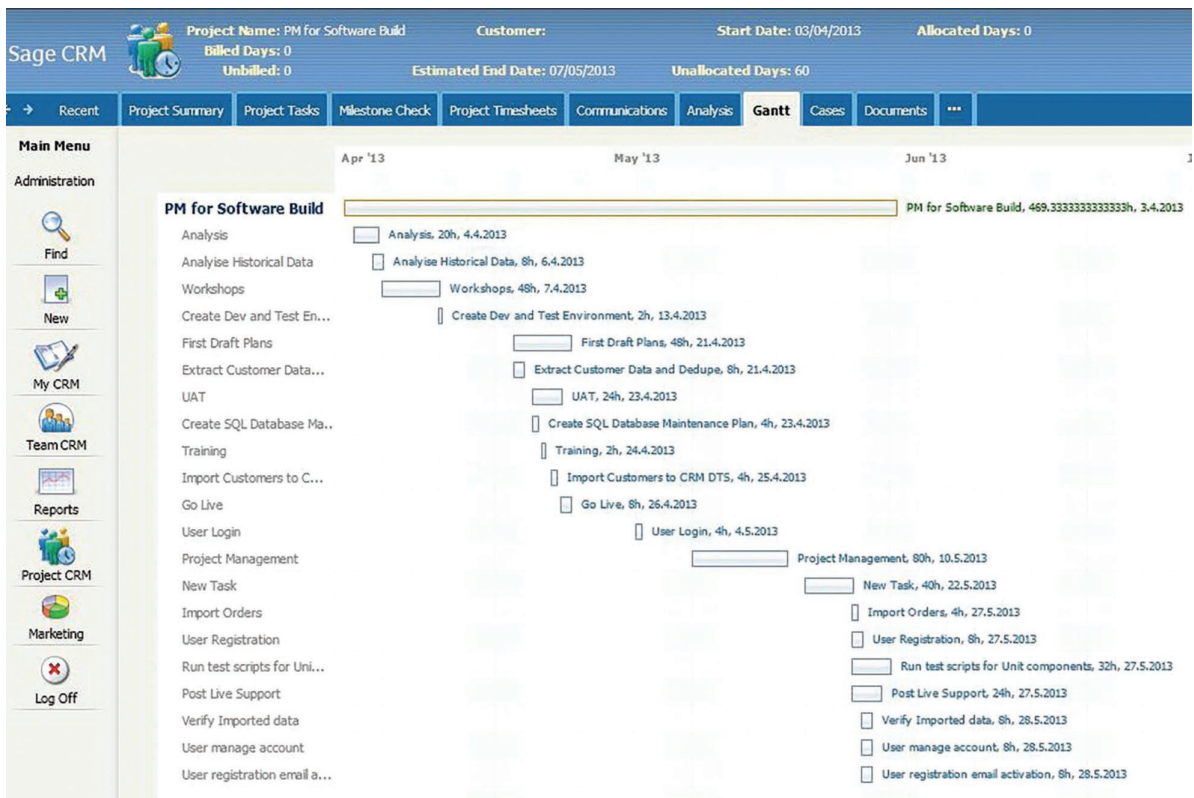 Sage CRM
Project Name: PM for Software Build
Customer:
Start Date: 03/04/2013
Allocated Days: 0
Billed Days: 0
Unbilled: 0
Estimated End Date: 07/05/2013
Unallocated Days: 60
Recent
Project Summary
Project Tasks
Milestone Check
Project Timesheets
Communications
Analysis
Gantt
Cases
Documents
Main Menu
Administration
Find
New
My CRM
Team CRM
Reports
Project CRM
Marketing
Log Off
Apr '13
May '13
Jun '13
PM for Software Build
PM for Software Build, 469.3333333333333h, 3.4.2013
Analysis
Analysis, 20h, 4.4.2013
Analyise Historical Data
Analyise Historical Data, 8h, 6.4.2013
Workshops
Workshops, 48h, 7.4.2013
Create Dev and Test En...
Create Dev and Test Environment, 2h, 13.4.2013
First Draft Plans
First Draft Plans, 48h, 21.4.2013
Extract Customer Data...
Extract Customer Data and Dedupe, 8h, 21.4.2013
UAT
UAT, 24h, 23.4.2013
Create SQL Database Ma..
Create SQL Database Maintenance Plan, 4h, 23.4.2013
Training
Training, 2h, 24.4.2013
Import Customers to C...
Import Customers to CRM DTS, 4h, 25.4.2013
Go Live
Go Live, 8h, 26.4.2013
User Login
User Login, 4h, 4.5.2013
Project Management
Project Management, 80h, 10.5.2013
New Task
New Task, 40h, 22.5.2013
Import Orders
Import Orders, 4h, 27.5.2013
User Registration
User Registration, 8h, 27.5.2013
Run test scripts for Uni...
Run test scripts for Unit components, 32h, 27.5.2013
Post Live Support
Post Live Support, 24h, 27.5.2013
Verify Imported data
Verify Imported data, 8h, 28.5.2013
User manage account
User manage account, 8h, 28.5.2013
User registration email a...
User registration email activation, 8h, 28.5.2013